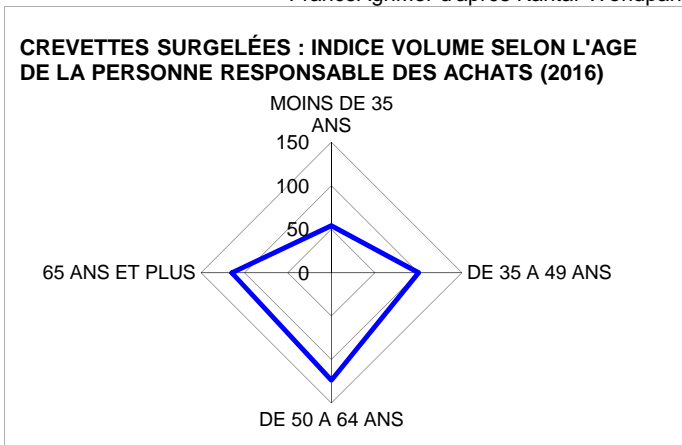 CREVETTES SURGELÉES : INDICE VOLUME SELON L'AGE
DE LA PERSONNE RESPONSABLE DES ACHATS (2016)
MOINS DE 35
ANS
150
100
50
0
65 ANS ET PLUS
DE 35 A 49 ANS
DE 50 A 64 ANS